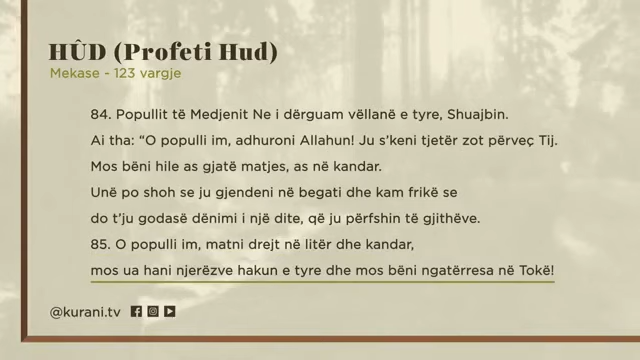 HÛD (Profeti Hud)
Mekase - 123 vargje
84. Popullit të Medjenit Ne i dërguam vëllanë e tyre, Shuajbin.
Ai tha: “O populli im, adhuroni Allahun! Ju s’keni tjetër zot përveç Tij.
Mos bëni hile as gjatë matjes, as në kandar.
Unë po shoh se ju gjendeni në begati dhe kam frikë se
do t’ju godasë dënimi i një dite, që ju përfshin të gjithëve.
85. O populli im, matni drejt në litër dhe kandar,
mos ua hani njerëzve hakun e tyre dhe mos bëni ngatërresa në Tokë!
@kurani.tv